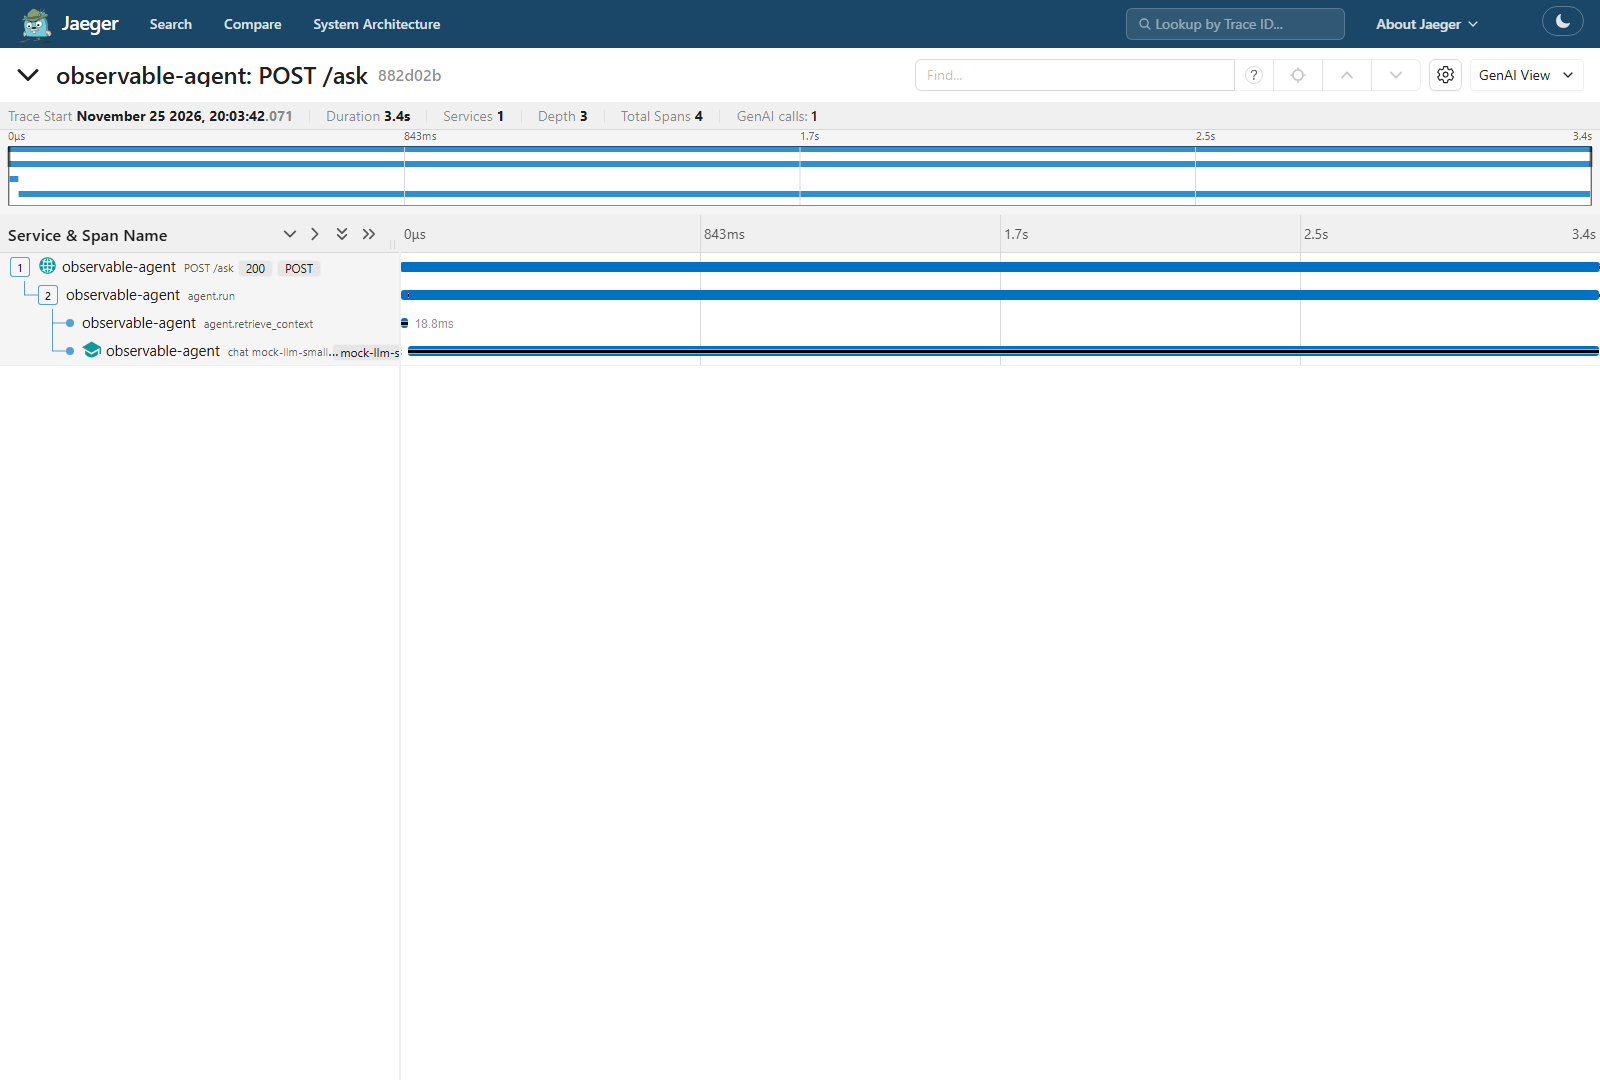 Jaeger Search Compare System Architecture Lookup by Trace ID... About Jaeger
observable-agent: POST /ask 882d02b Find... ? GenAI View
Trace Start November 25 2026, 20:03:42.071 Duration 3.4s Services 1 Depth 3 Total Spans 4 GenAI calls: 1
0μs 843ms 1.7s 2.5s 3.4s
Service & Span Name 0μs 843ms 1.7s 2.5s 3.4s
1 observable-agent POST /ask 200 POST
2 observable-agent agent.run
observable-agent agent.retrieve_context 18.8ms
observable-agent chat mock-llm-small... mock-llm-s